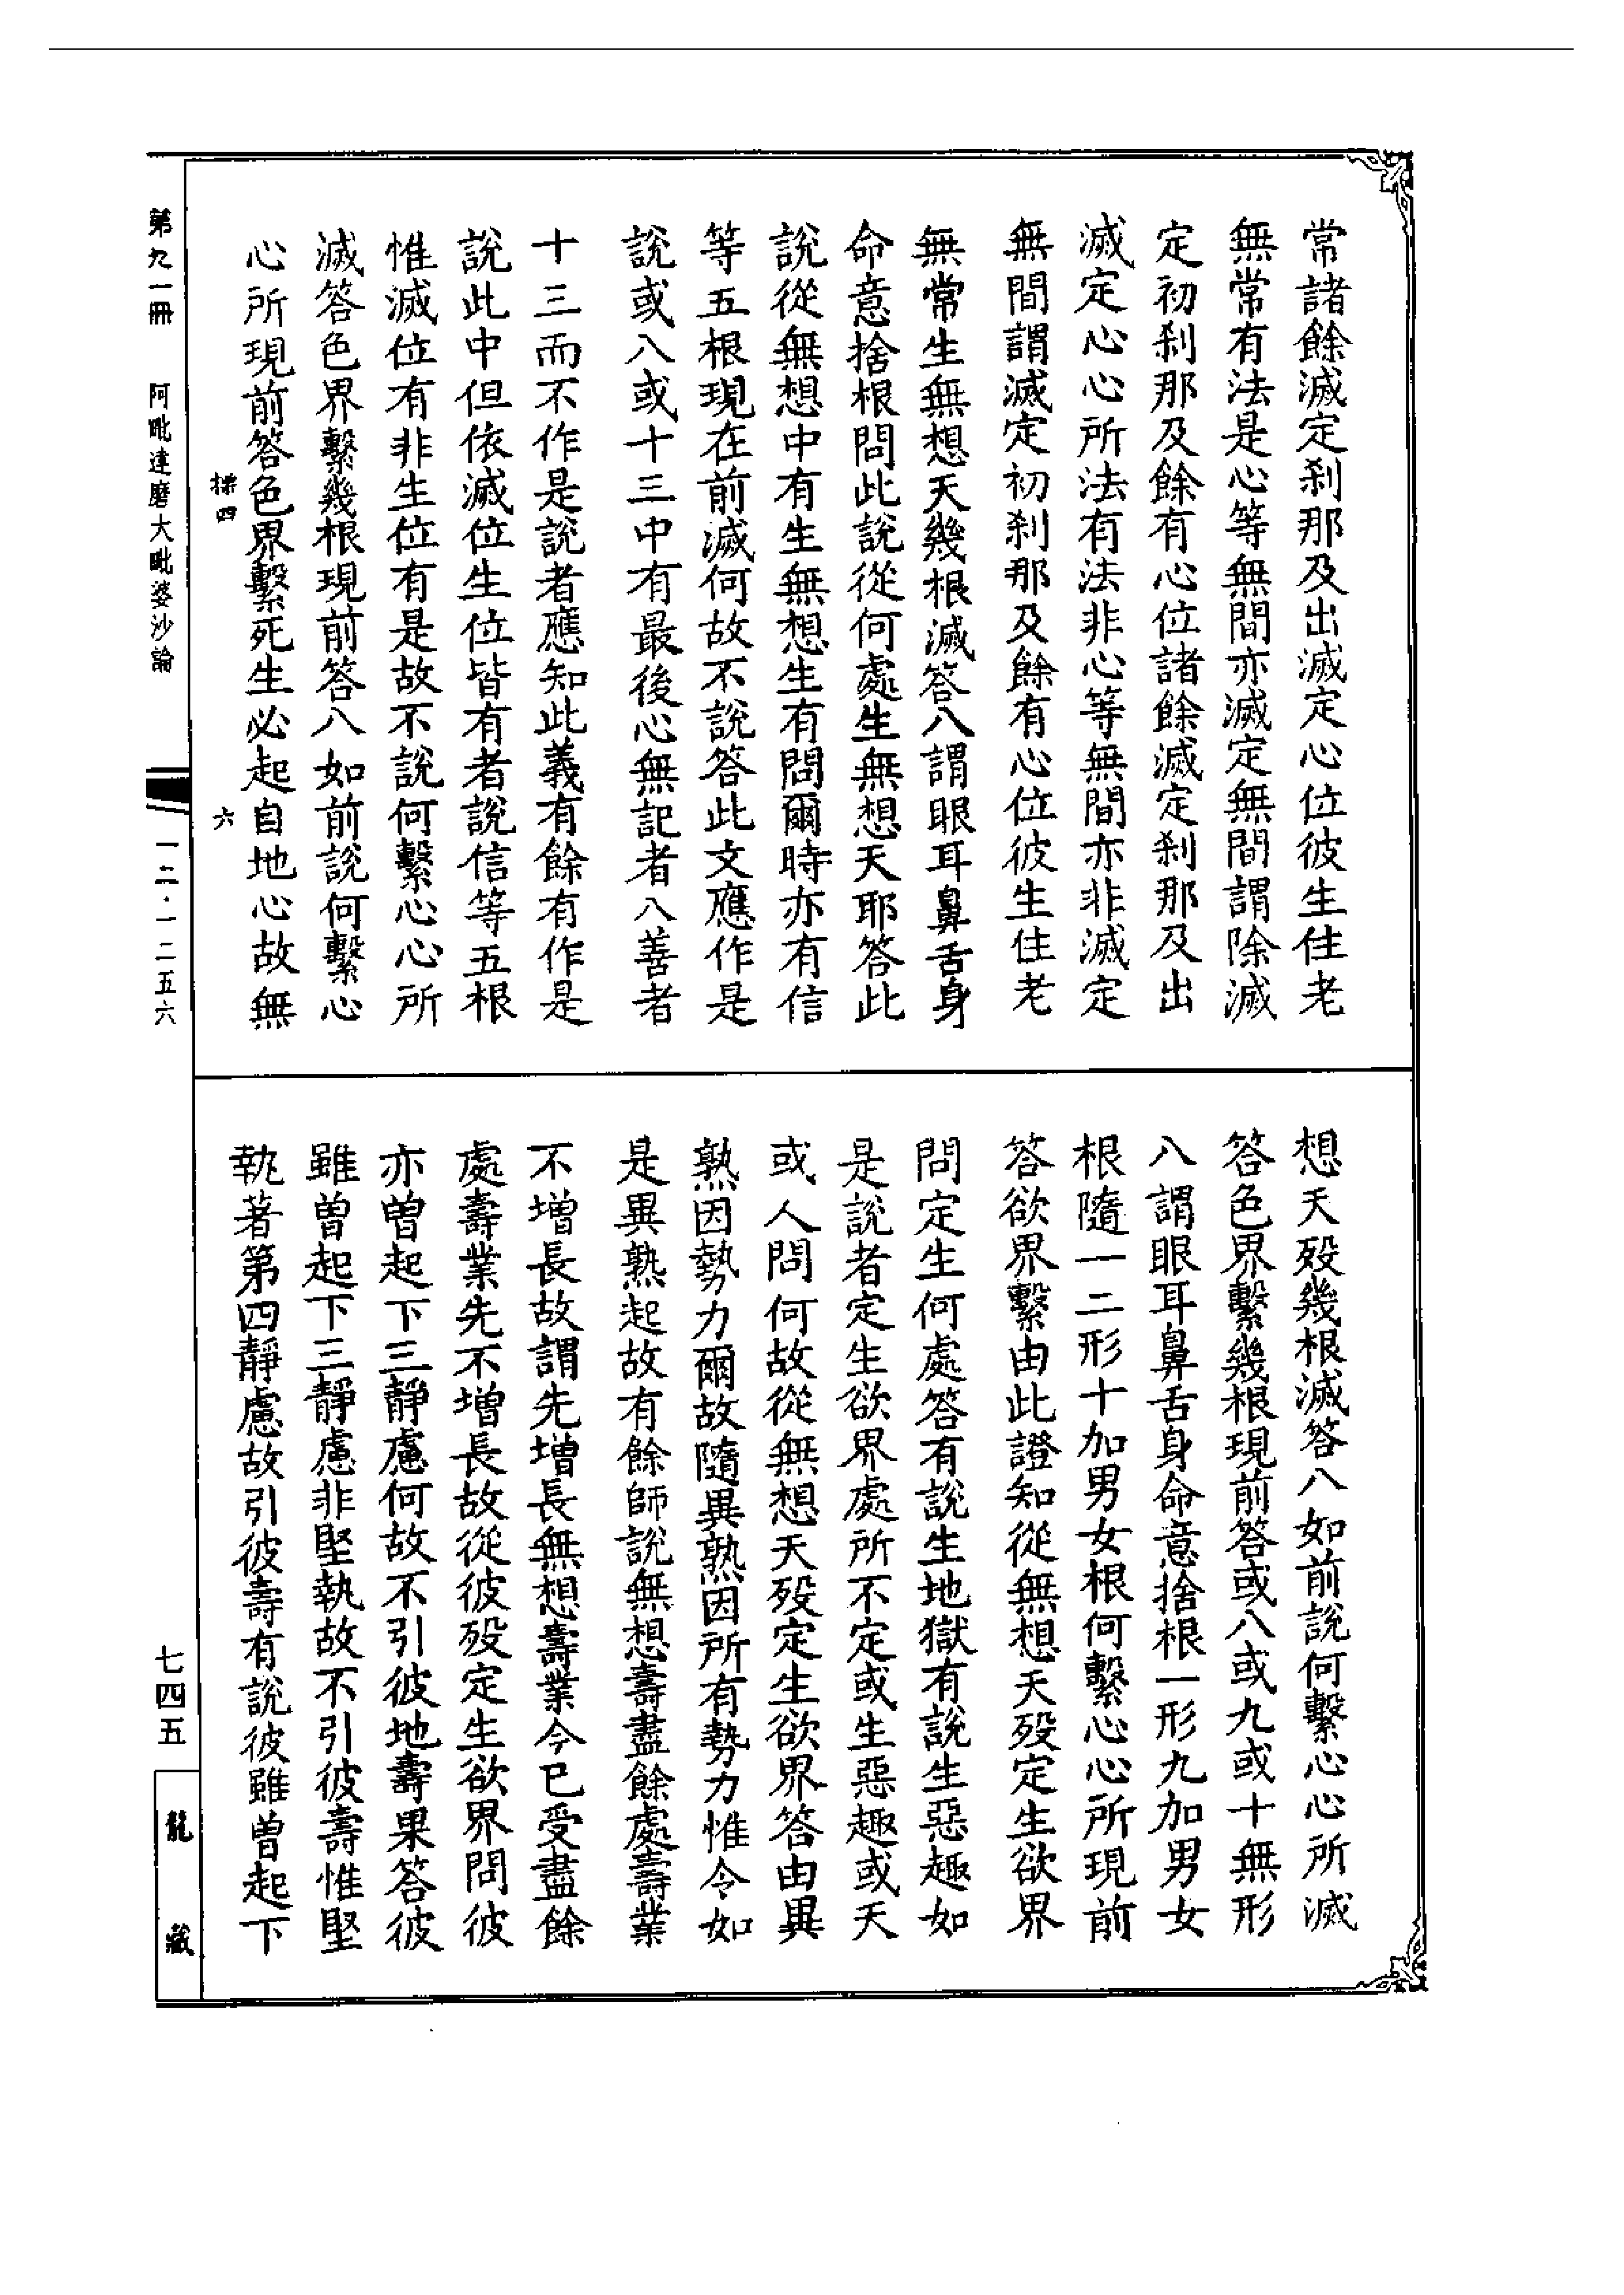 常諸餘滅定刹那及出滅定心位彼生住老
無常有法是心等無間亦滅定無間謂除滅
定初刹那及餘有心位諸餘滅定刹那及出
滅定心心所法有法非心等無間亦非滅定
無間謂滅定初刹那及餘有心位彼生住老
無常生無想天幾根滅答八謂眼耳鼻舌身
命意捨根問此說從何處生無想天耶答此
說從無想中有生無想生有問爾時亦有信
等五根現在前滅何故不說答此文應作是
說或八或十三中有最後心無記者八善者
十三而不作是說者應知此義有餘有作是
說此中但依滅位生位皆有者說信等五根
惟滅位有非生位有是故不說何繫心心所
滅答色界繫幾根現前答八如前說何繫心
心所現前答色界繫死生必起自地心故無
想天歿幾根滅答八如前說何繫心心所滅
答色界繫幾根現前答或八或九或十無形
八謂眼耳鼻舌身命意捨根一形九加男女
根隨一二形十加男女根何繫心心所現前
答欲界繫由此證知從無想天歿定生欲界
問定生何處答有說生地獄有說生惡趣如
是說者定生欲界處所不定或生惡趣或天
或人問何故從無想天歿定生欲界答由異
熟因勢力爾故隨異熟因所有勢力惟令如
是異熟起故有餘師說無想壽盡餘處壽業
不增長故謂先增長無想壽業今已受盡餘
處壽業先不增長故從彼歿定生欲界問彼
亦曾起下三靜慮何故不引彼地壽果答彼
雖曾起下三靜慮非堅執故不引彼壽惟堅
執著第四靜慮故引彼壽有說彼雖曾起下
第九一冊 阿毗達磨大毗婆沙論
六
一二·一二五六
七四五
龍藏